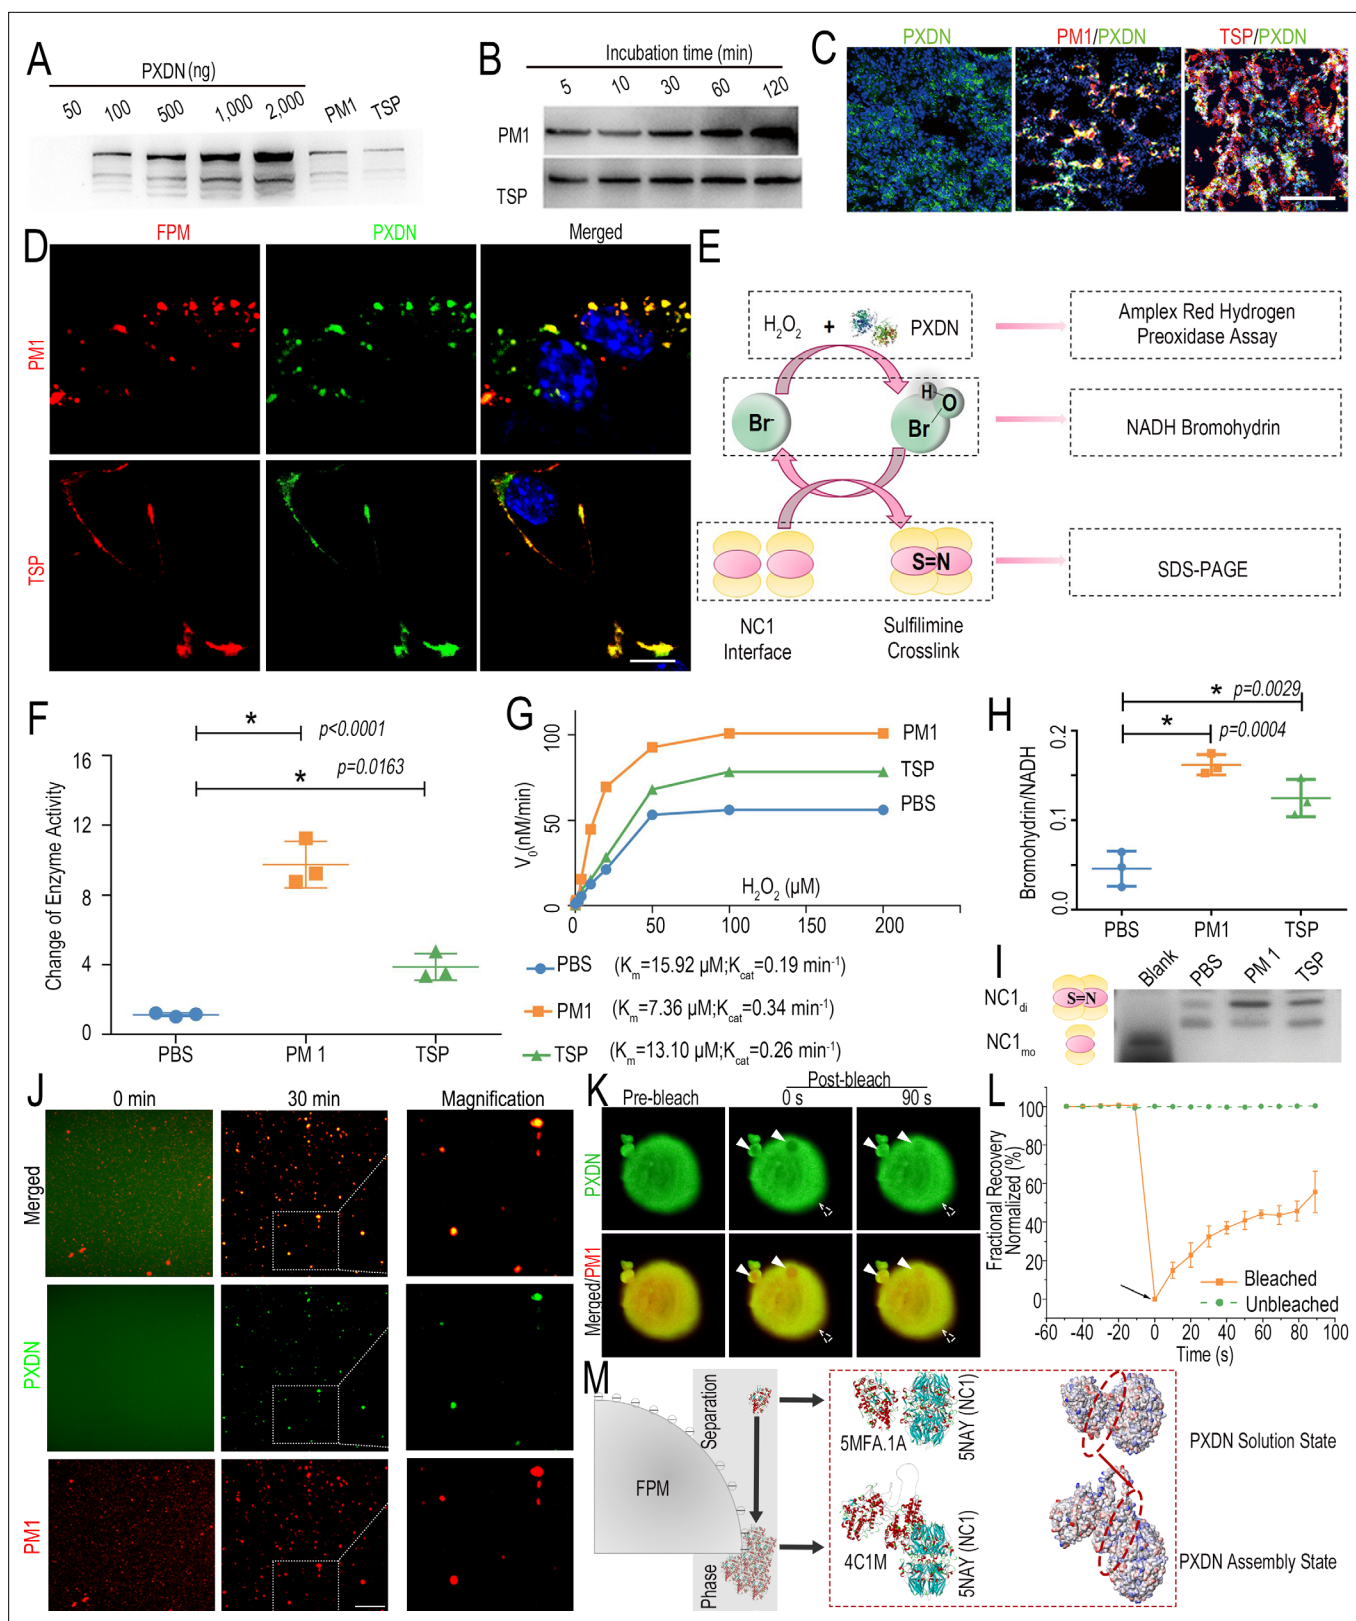 A
PXDN (ng)
50 100 500 1,000 2,000 PM1 TSP
B
Incubation time (min)
5 10 30 60 120
PM1
TSP
C
PXDN
PM1/PXDN
TSP/PXDN
D
FPM
PXDN
Merged
PM1
TSP
E
H2O2 + PXDN
Amplex Red Hydrogen
Preoxidase Assay
Br-
H
O
Br
NADH Bromohydrin
S=N
SDS-PAGE
NC1
Interface
Sulfilimine
Crosslink
F
* p<0.0001
* p=0.0163
Change of Enzyme Activity
16
12
8
4
0
PBS PM 1 TSP
G
V0(nM/min)
100
50
0
PM1
TSP
PBS
H2O2 (µM)
0 50 100 150 200
PBS (Km=15.92 µM;Kcat=0.19 min-1)
PM1 (Km=7.36 µM;Kcat=0.34 min-1)
TSP (Km=13.10 µM;Kcat=0.26 min-1)
H
* p=0.0029
* p=0.0004
Bromohydrin/NADH
0.2
0.1
0.0
PBS PM1 TSP
I
Blank PBS PM 1 TSP
NC1di
S=N
NC1mo
J
0 min 30 min Magnification
Merged
PXDN
PM1
K
Post-bleach
Pre-bleach 0 s 90 s
PXDN
Merged/PM1
L
Fractional Recovery
Normalized (%)
100
80
60
40
20
0
Bleached
Unbleached
-60 -40 -20 0 20 40 60 80 100
Time (s)
M
FPM
Separation
Phase
5MFA.1A
5NAY (NC1)
PXDN Solution State
4C1M
5NAY (NC1)
PXDN Assembly State